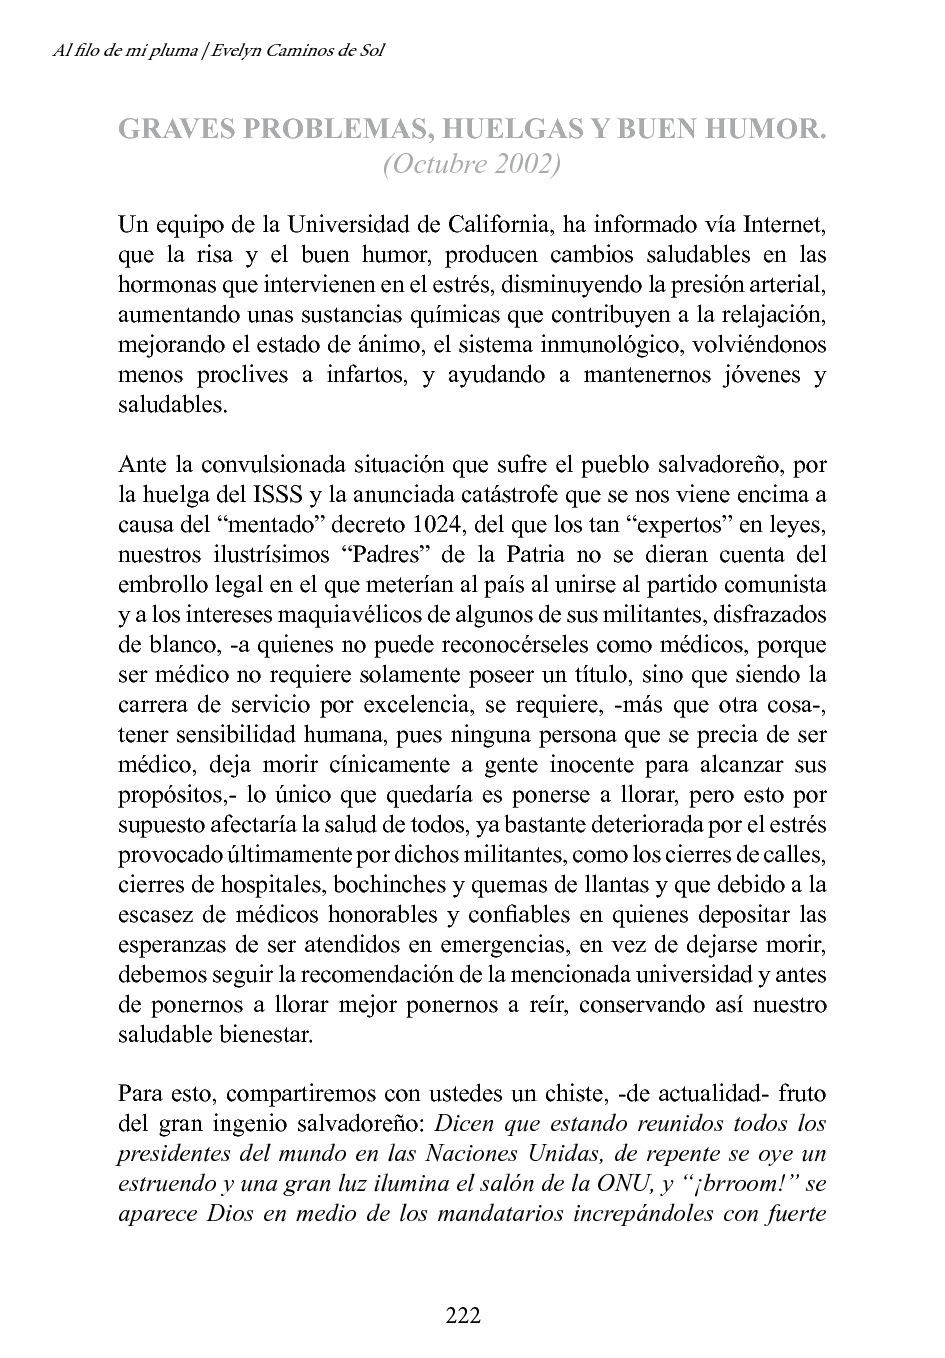 Al filo de mi pluma | Evelyn Caminos de Sol
GRAVES PROBLEMAS, HUELGAS Y BUEN HUMOR.
(Octubre 2002)
Un equipo de la Universidad de California, ha informado vía Internet,
que la risa y el buen humor, producen cambios saludables en las
hormonas que intervienen en el estrés, disminuyendo la presión arterial,
aumentando unas sustancias químicas que contribuyen a la relajación,
mejorando el estado de ánimo, el sistema inmunológico, volviéndonos
menos proclives a infartos, y ayudando a mantenernos jóvenes y
saludables.
Ante la convulsionada situación que sufre el pueblo salvadoreño, por
la huelga del ISSS y la anunciada catástrofe que se nos viene encima a
causa del “mentado” decreto 1024, del que los tan “expertos” en leyes,
nuestros ilustrísimos “Padres” de la Patria no se dieran cuenta del
embrollo legal en el que meterían al país al unirse al partido comunista
y a los intereses maquiavélicos de algunos de sus militantes, disfrazados
de blanco, -a quienes no puede reconocérseles como médicos, porque
ser médico no requiere solamente poseer un título, sino que siendo la
carrera de servicio por excelencia, se requiere, -más que otra cosa-,
tener sensibilidad humana, pues ninguna persona que se precia de ser
médico, deja morir cínicamente a gente inocente para alcanzar sus
propósitos,- lo único que quedaría es ponerse a llorar, pero esto por
supuesto afectaría la salud de todos, ya bastante deteriorada por el estrés
provocado últimamente por dichos militantes, como los cierres de calles,
cierres de hospitales, bochinches y quemas de llantas y que debido a la
escasez de médicos honorables y confiables en quienes depositar las
esperanzas de ser atendidos en emergencias, en vez de dejarse morir,
debemos seguir la recomendación de la mencionada universidad y antes
de ponernos a llorar mejor ponernos a reír, conservando así nuestro
saludable bienestar.
Para esto, compartiremos con ustedes un chiste, -de actualidad- fruto
del gran ingenio salvadoreño: Dicen que estando reunidos todos los
presidentes del mundo en las Naciones Unidas, de repente se oye un
estruendo y una gran luz ilumina el salón de la ONU, y “¡brroom!” se
aparece Dios en medio de los mandatarios increpándoles con fuerte
222